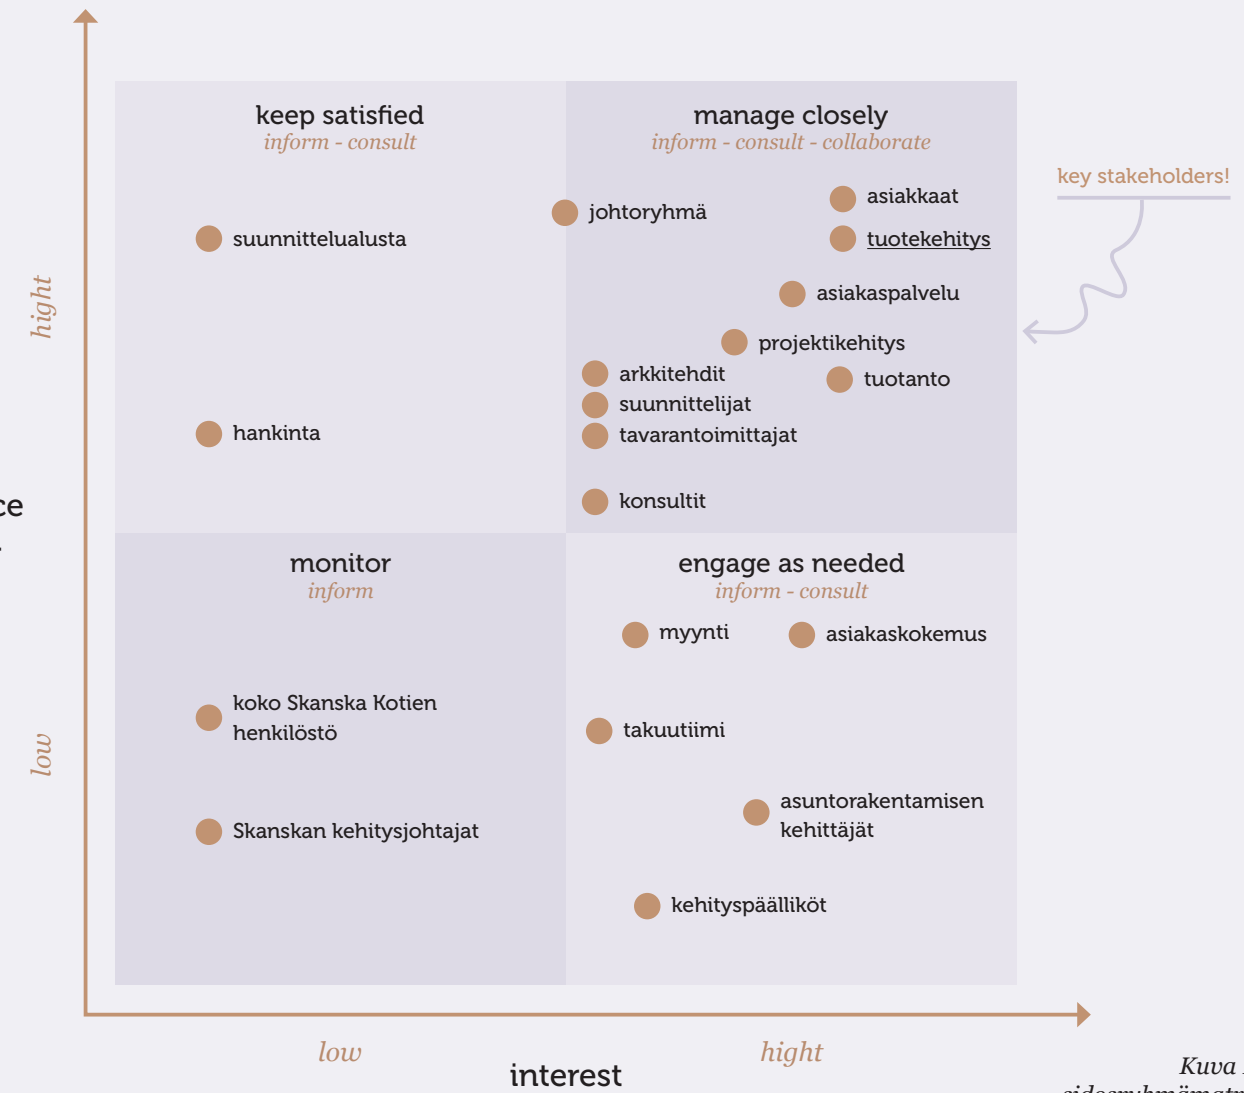 keep satisfied
inform - consult
manage closely
inform - consult - collaborate
key stakeholders!
johtoryhmä
asiakkaat
suunnittelualusta
tuotekehitys
asiakaspalvelu
hight
projektikehitys
arkkitehdit
tuotanto
suunnittelijat
hankinta
tavarantoimittajat
konsultit
monitor
inform
engage as needed
inform - consult
myynti
asiakaskokemus
koko Skanska Kotien
henkilöstö
takuutiimi
low
asuntorakentamisen
kehittäjät
Skanskan kehitysjohtajat
kehityspäälliköt
low
hight
interest
Kuva